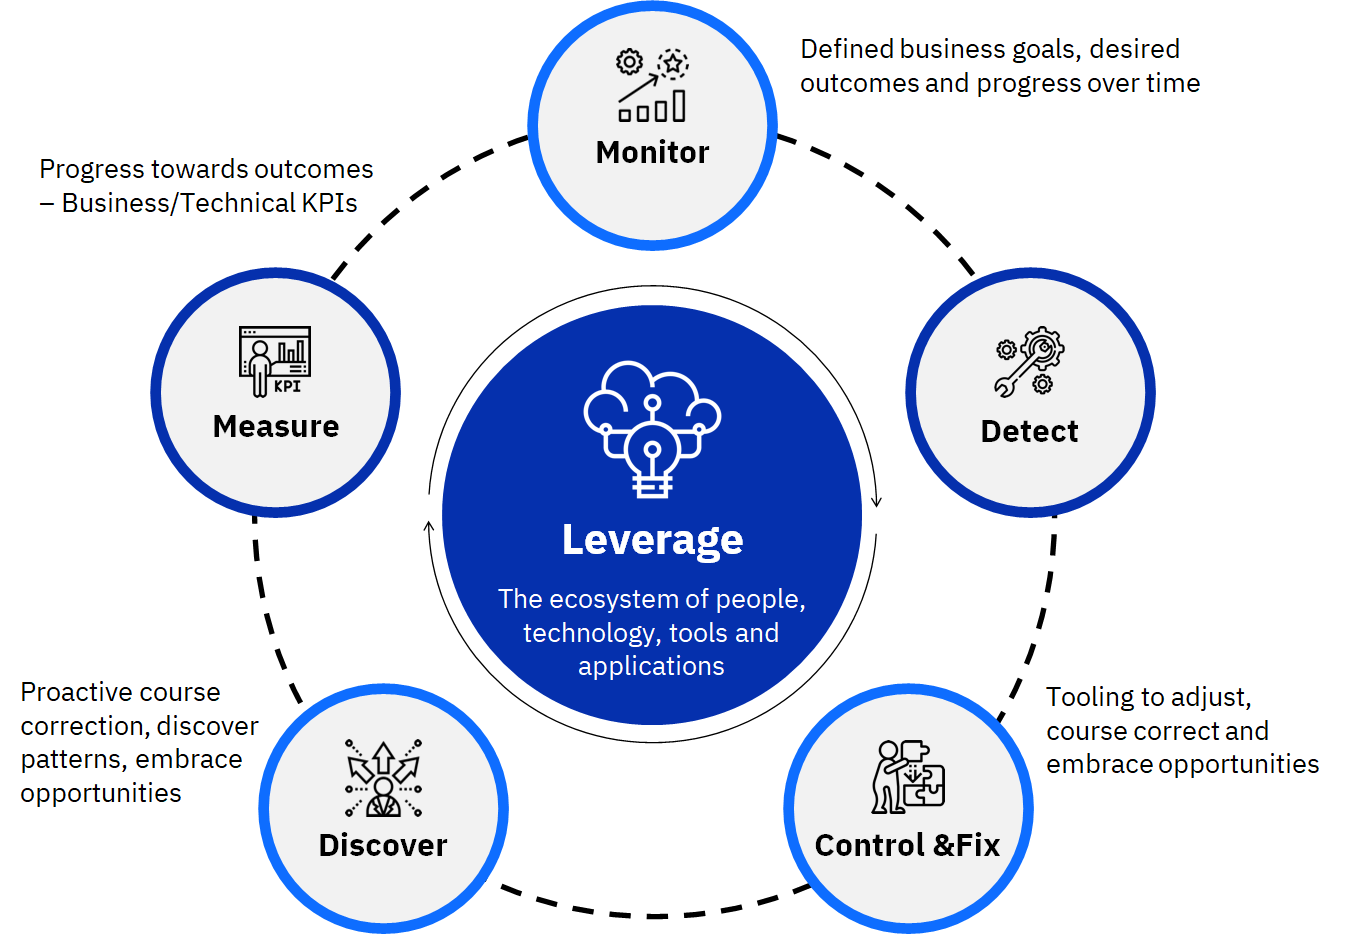 Defined business goals, desired
outcomes and progress over time
Monitor
Progress towards outcomes
– Business/Technical KPIs
KPI
Measure
Detect
Leverage
The ecosystem of people,
technology, tools and
applications
Proactive course
correction, discover
patterns, embrace
opportunities
Discover
Tooling to adjust,
course correct and
embrace opportunities
Control &Fix